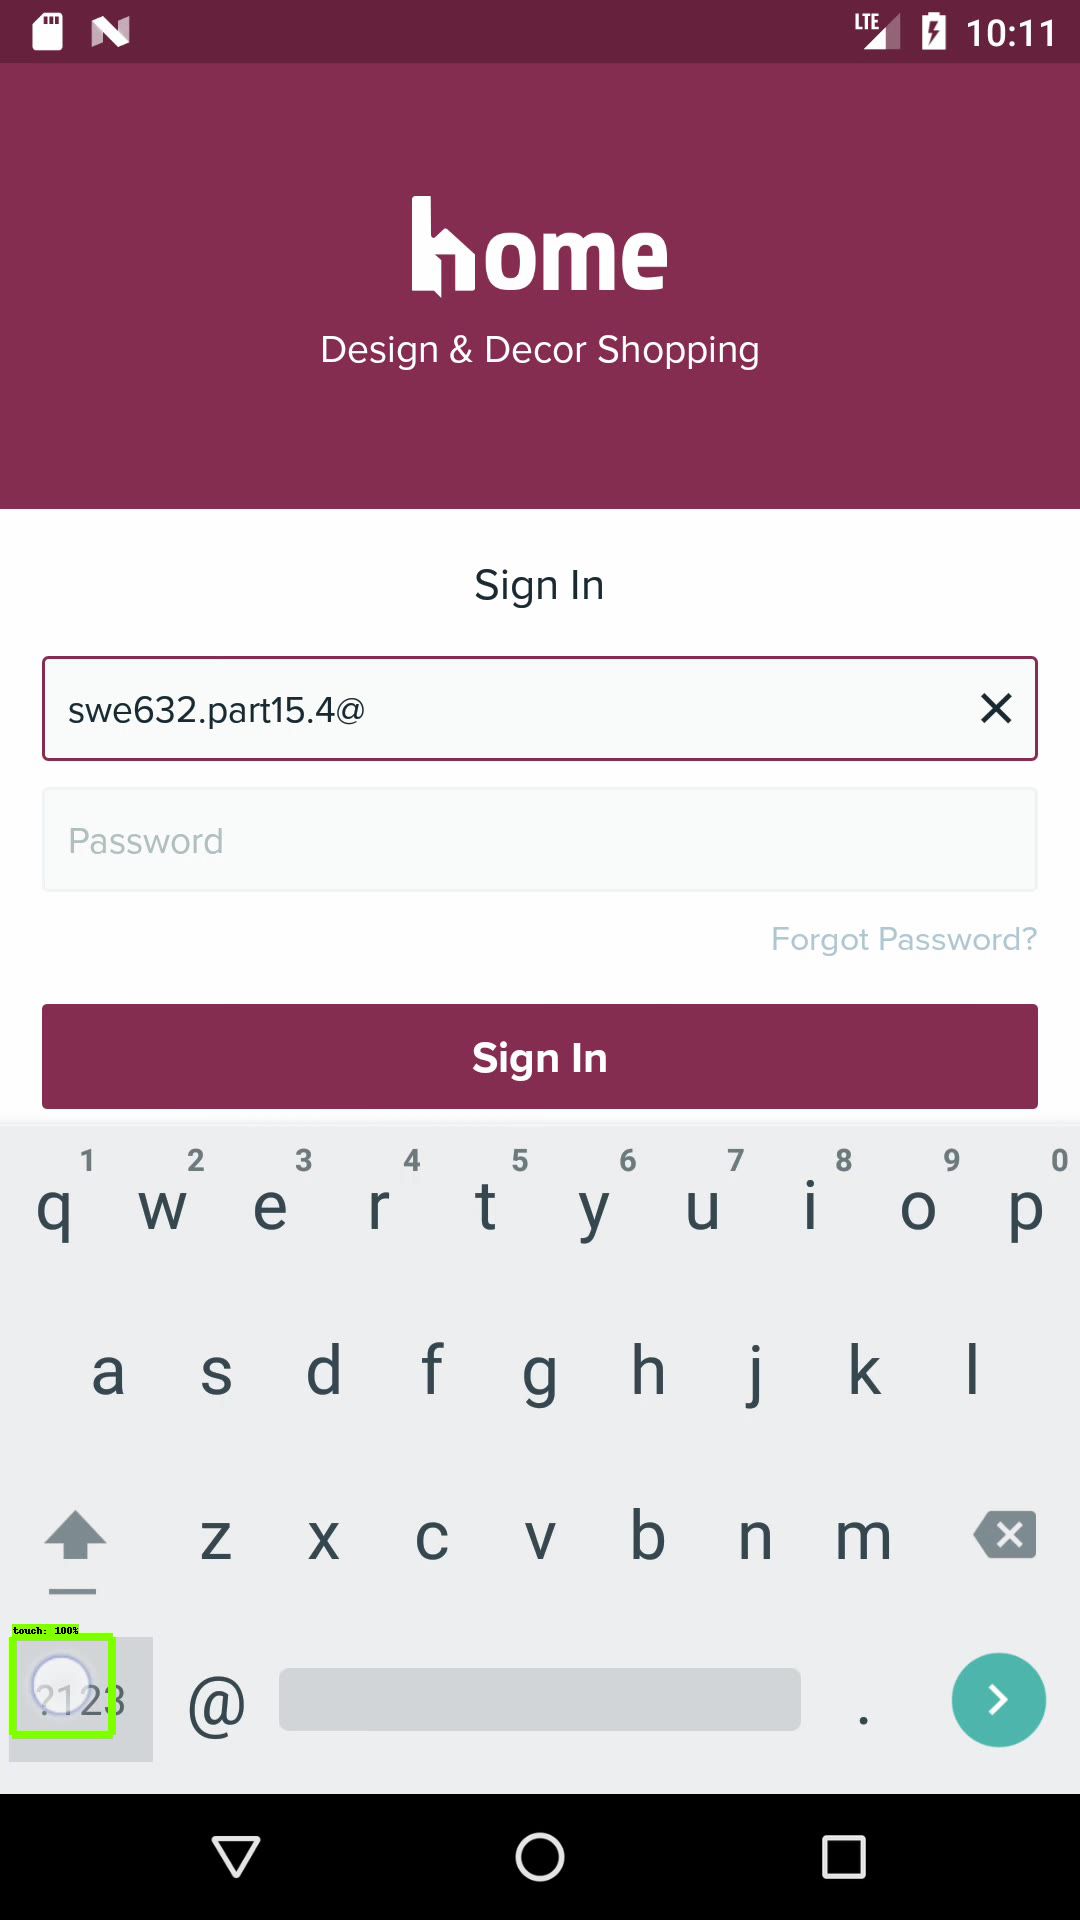 LTE 10:11
home
Design & Decor Shopping
Sign In
swe632.part15.4@
Password
Forgot Password?
Sign In
1 2 3 4 5 6 7 8 9 0
q w e r t y u i o p
a s d f g h j k l
z x c v b n m
touch: 100%
?123 @ .